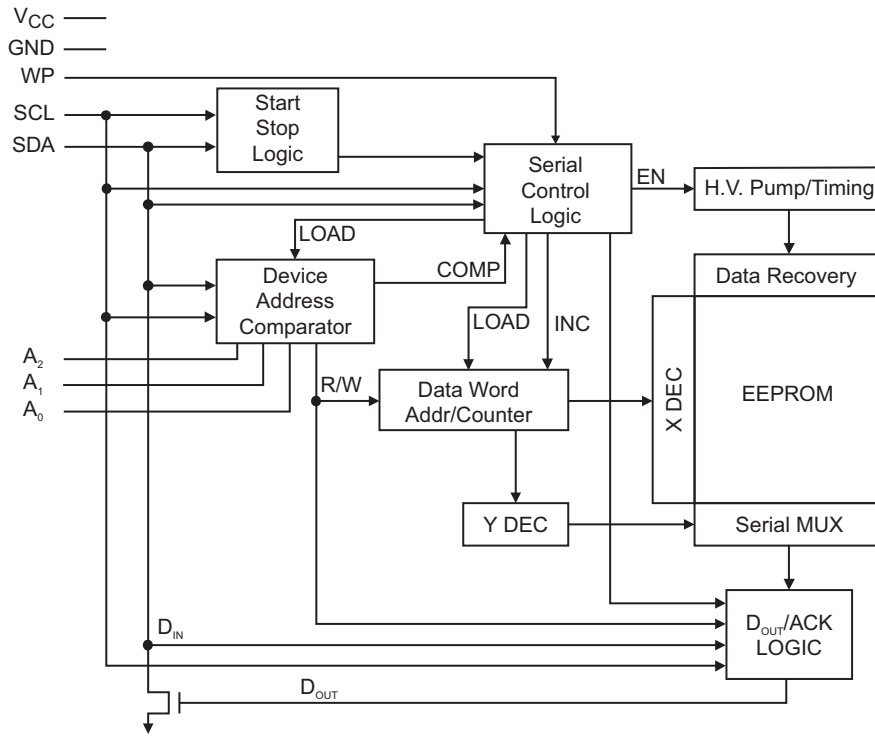 VCC
GND
WP
SCL
SDA
Start
Stop
Logic
Serial
Control
Logic
EN
H.V. Pump/Timing
LOAD
COMP
Device
Address
Comparator
LOAD
INC
Data Recovery
A2
A1
A0
R/W
Data Word
Addr/Counter
X DEC
EEPROM
Y DEC
Serial MUX
DIN
DOUT/ACK
LOGIC
DOUT